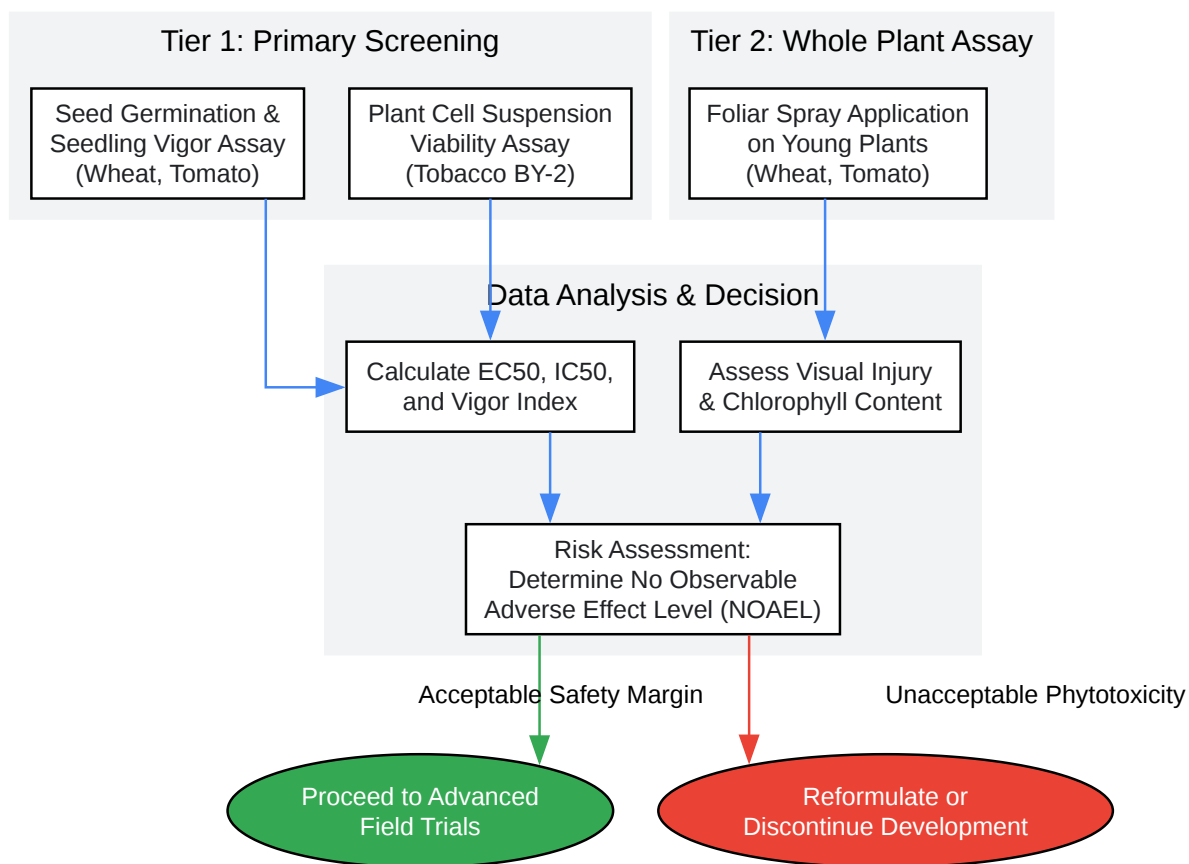 Tier 1: Primary Screening
Seed Germination &
Seedling Vigor Assay
(Wheat, Tomato)
Plant Cell Suspension
Viability Assay
(Tobacco BY-2)
Tier 2: Whole Plant Assay
Foliar Spray Application
on Young Plants
(Wheat, Tomato)
Data Analysis & Decision
Calculate EC50, IC50,
and Vigor Index
Assess Visual Injury
& Chlorophyll Content
Risk Assessment:
Determine No Observable
Adverse Effect Level (NOAEL)
Acceptable Safety Margin
Unacceptable Phytotoxicity
Proceed to Advanced
Field Trials
Reformulate or
Discontinue Development